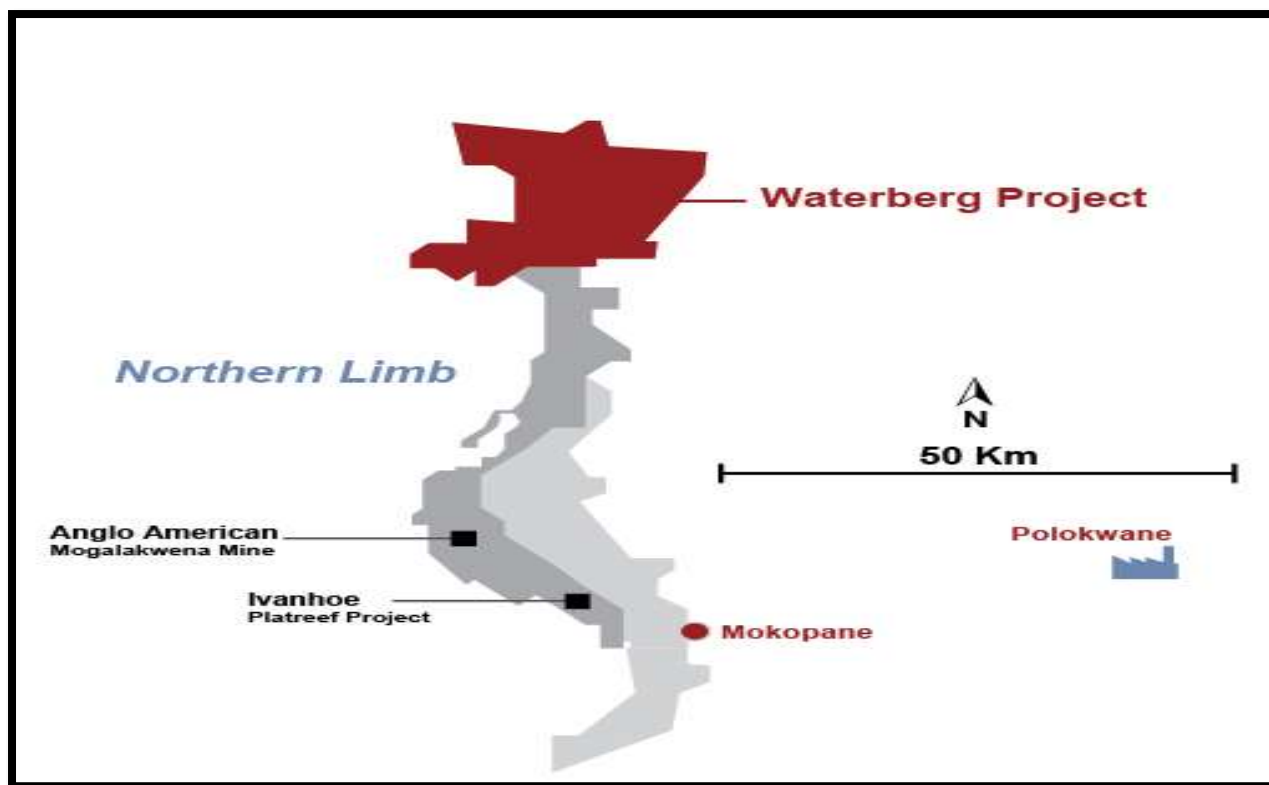 Waterberg Project
Northern Limb
N
50 Km
Anglo American
Mogalakwena Mine
Polokwane
Ivanhoe
Platreef Project
Mokopane